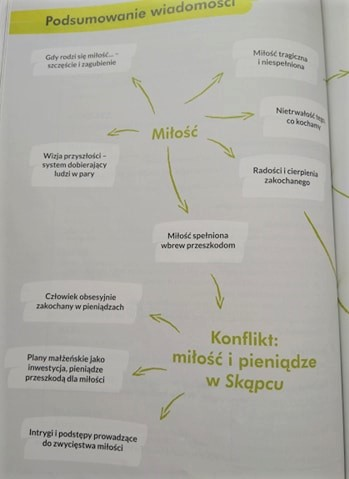 Podsumowanie wiadomości
Gdy rodzi się miłość... –
szczęście i zagubienie
Miłość tragiczna
i niespełniona
Nietrwałość tego
co kochamy
Miłość
Wizja przyszłości –
system dobierający
ludzi w pary
Radości i cierpienia
zakochanego
Miłość spełniona
wbrew przeszkodom
Człowiek obsesyjnie
zakochany w pieniądzach
Konflikt:
miłość i pieniądze
w Skąpcu
Plany małżeńskie jako
inwestycja, pieniądze
przeszkodą dla miłości
Intrygi i podstępy prowadzące
do zwycięstwa miłości